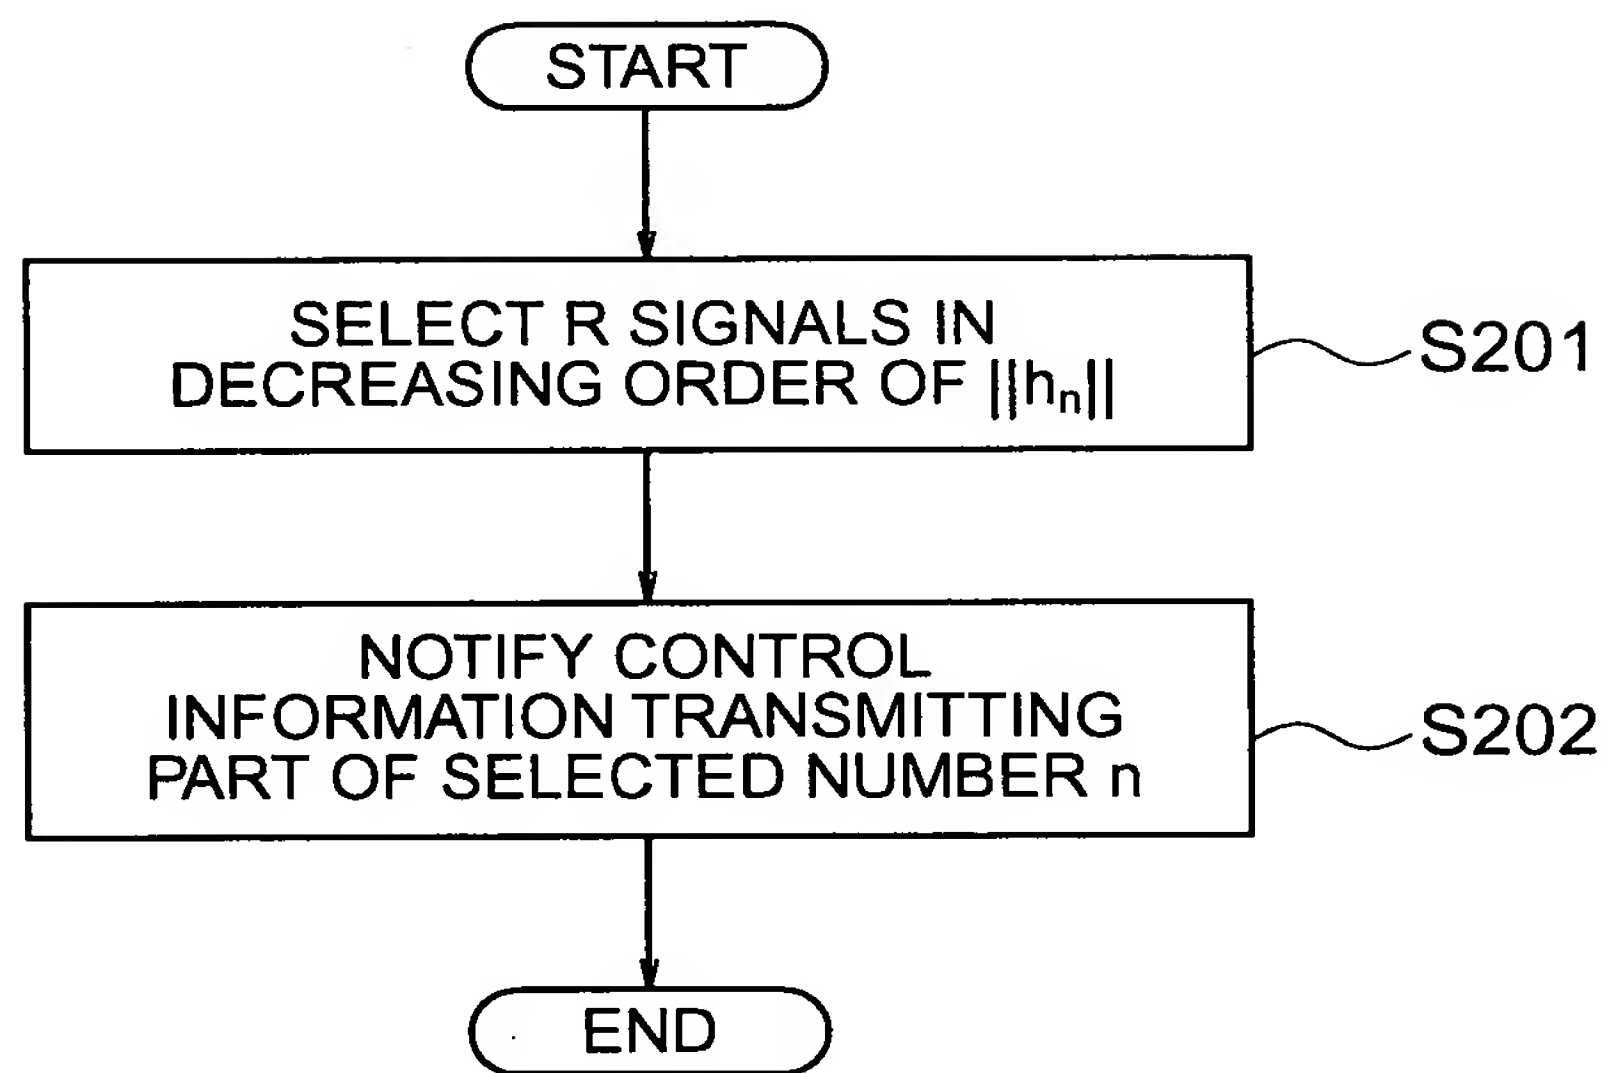 START
SELECT R SIGNALS IN
DECREASING ORDER OF ||hn||
S201
NOTIFY CONTROL
INFORMATION TRANSMITTING
PART OF SELECTED NUMBER n
S202
END